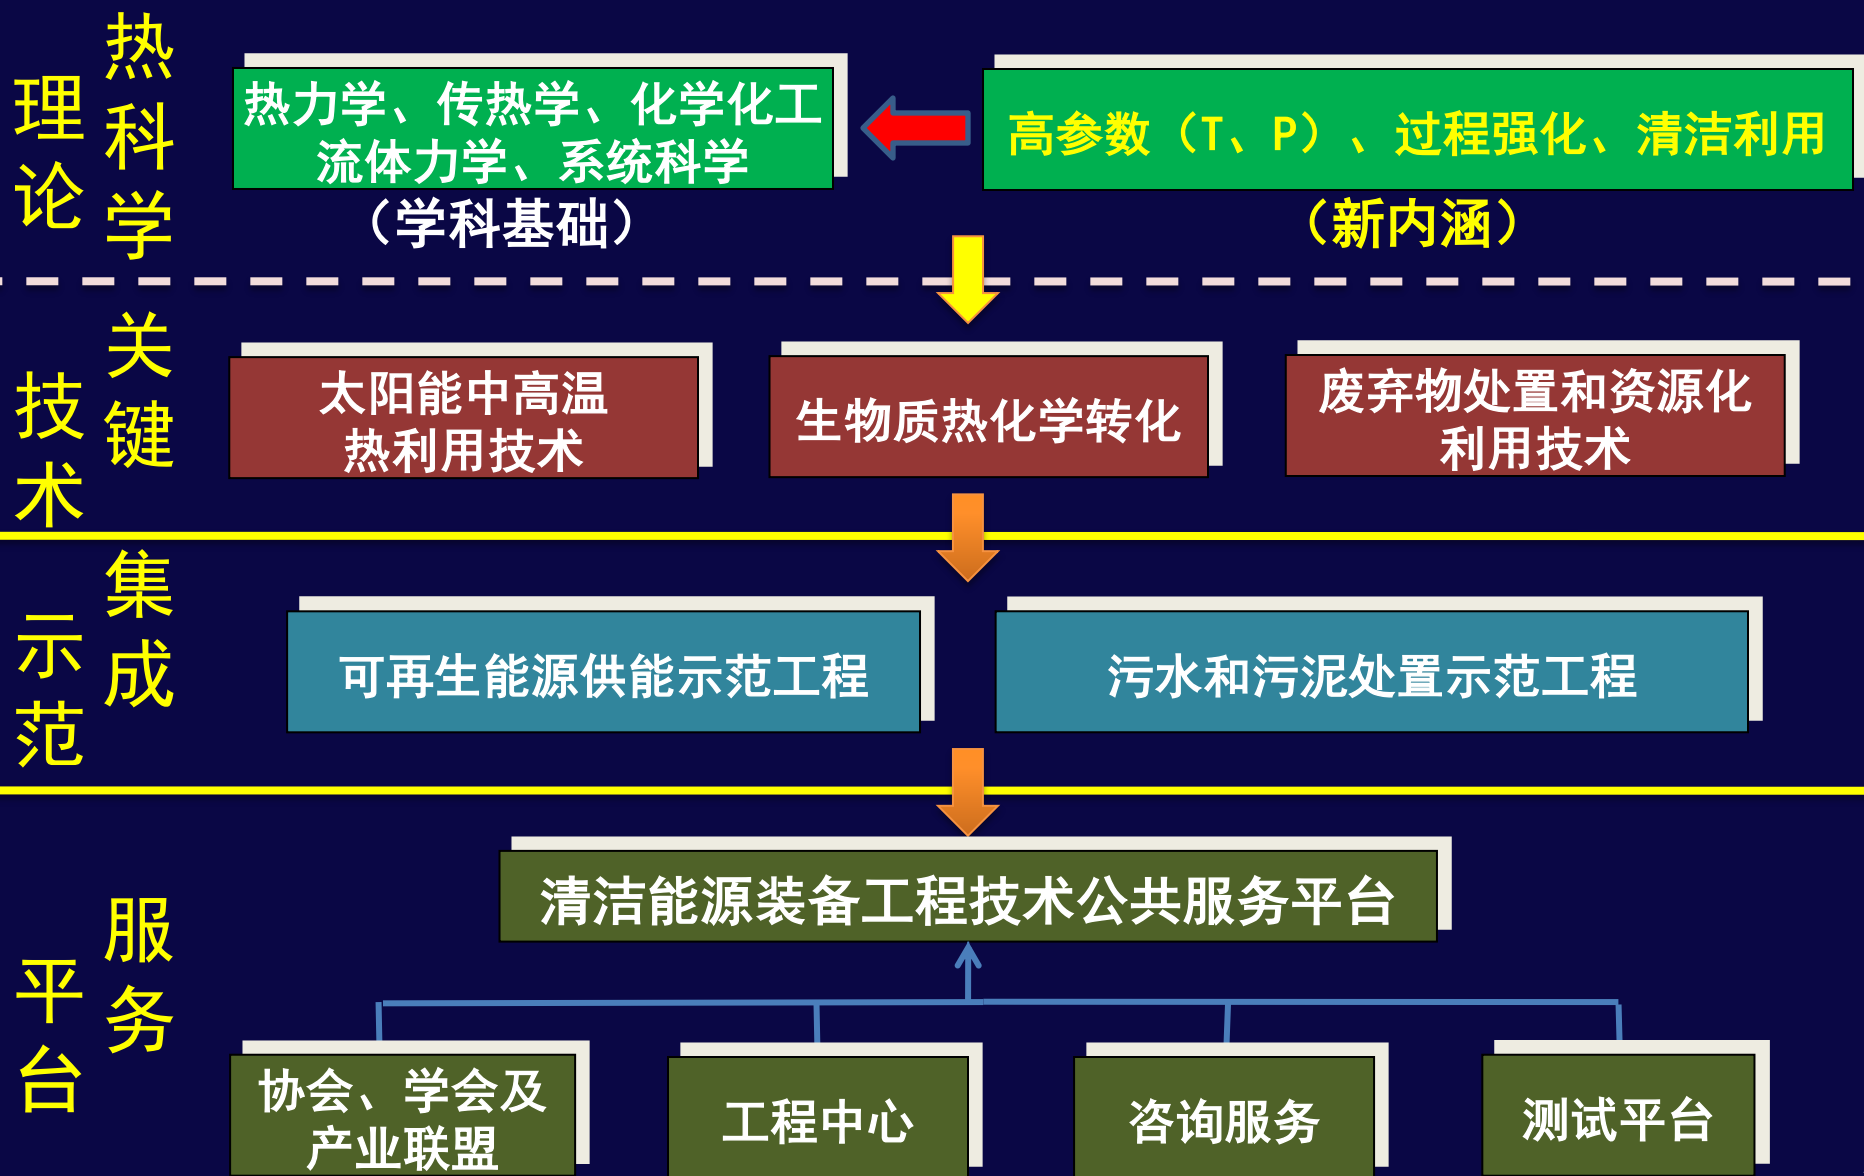 热科学
理论
热力学、传热学、化学化工
流体力学、系统科学
（学科基础）
高参数（T、P）、过程强化、清洁利用
（新内涵）
关键
技术
太阳能中高温
热利用技术
生物质热化学转化
废弃物处置和资源化
利用技术
集成
示范
可再生能源供能示范工程
污水和污泥处置示范工程
服务
平台
清洁能源装备工程技术公共服务平台
协会、学会及
产业联盟
工程中心
咨询服务
测试平台